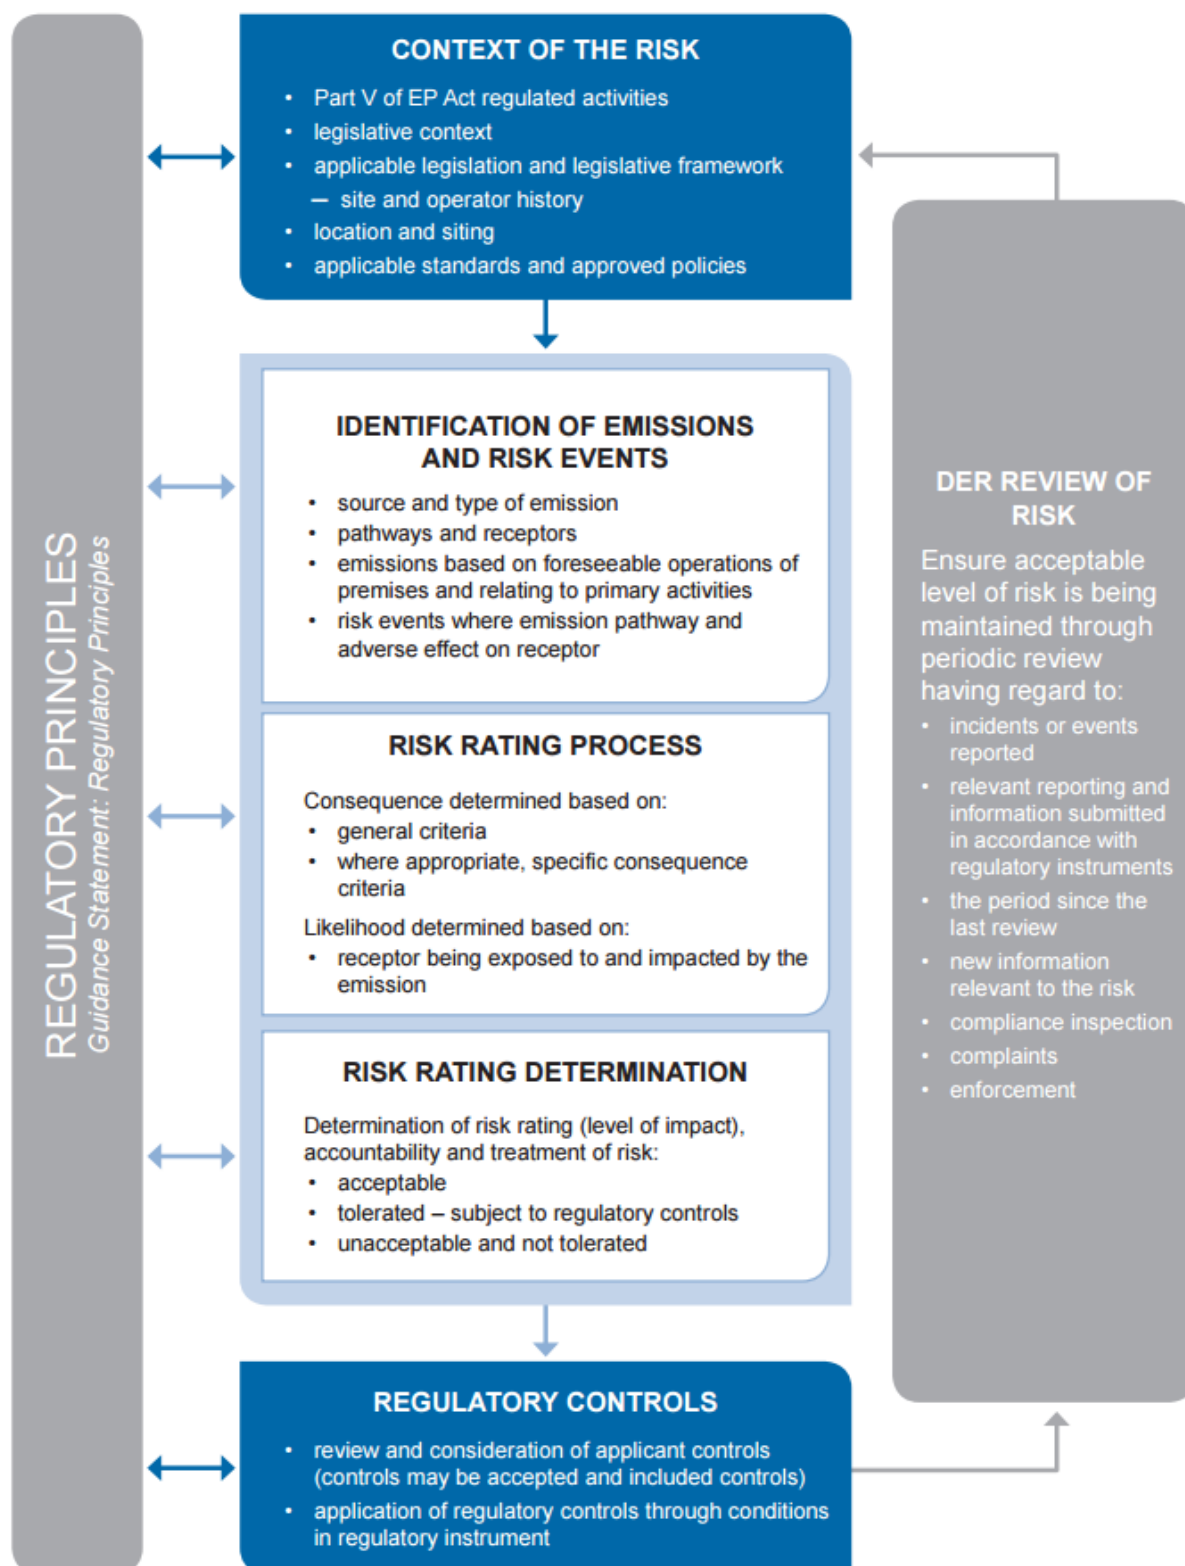 REGULATORY PRINCIPLES
Guidance Statement: Regulatory Principles
CONTEXT OF THE RISK
• Part V of EP Act regulated activities
• legislative context
• applicable legislation and legislative framework
– site and operator history
• location and siting
• applicable standards and approved policies
IDENTIFICATION OF EMISSIONS
AND RISK EVENTS
• source and type of emission
• pathways and receptors
• emissions based on foreseeable operations of
premises and relating to primary activities
• risk events where emission pathway and
adverse effect on receptor
RISK RATING PROCESS
Consequence determined based on:
• general criteria
• where appropriate, specific consequence
criteria
Likelihood determined based on:
• receptor being exposed to and impacted by the
emission
RISK RATING DETERMINATION
Determination of risk rating (level of impact),
accountability and treatment of risk:
• acceptable
• tolerated – subject to regulatory controls
• unacceptable and not tolerated
REGULATORY CONTROLS
• review and consideration of applicant controls
(controls may be accepted and included controls)
• application of regulatory controls through conditions
in regulatory instrument
DER REVIEW OF
RISK
Ensure acceptable
level of risk is being
maintained through
periodic review
having regard to:
• incidents or events
reported
• relevant reporting and
information submitted
in accordance with
regulatory instruments
• the period since the
last review
• new information
relevant to the risk
• compliance inspection
• complaints
• enforcement